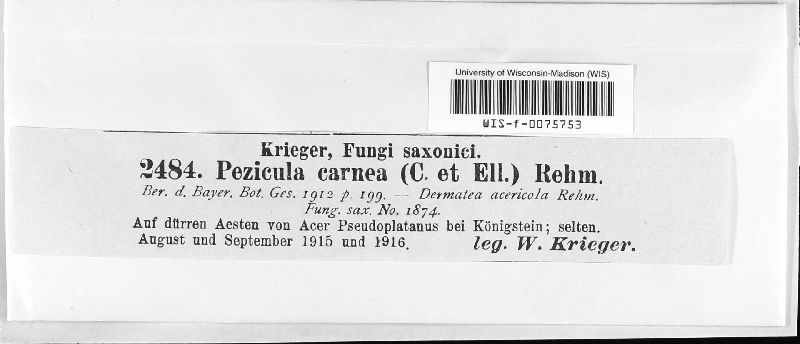 University of Wisconsin-Madison (WIS)
WIS-f-0075753
Krieger, Fungi saxonici.
2484. Pezicula carnea (C. et Ell.) Rehm.
Ber. d. Bayer. Bot. Ges. 1912 p. 199. — Dermatea acericola Rehm.
Fung. sax. No. 1874.
Auf dürren Aesten von Acer Pseudoplatanus bei Königstein; selten.
August und September 1915 und 1916. leg. W. Krieger.